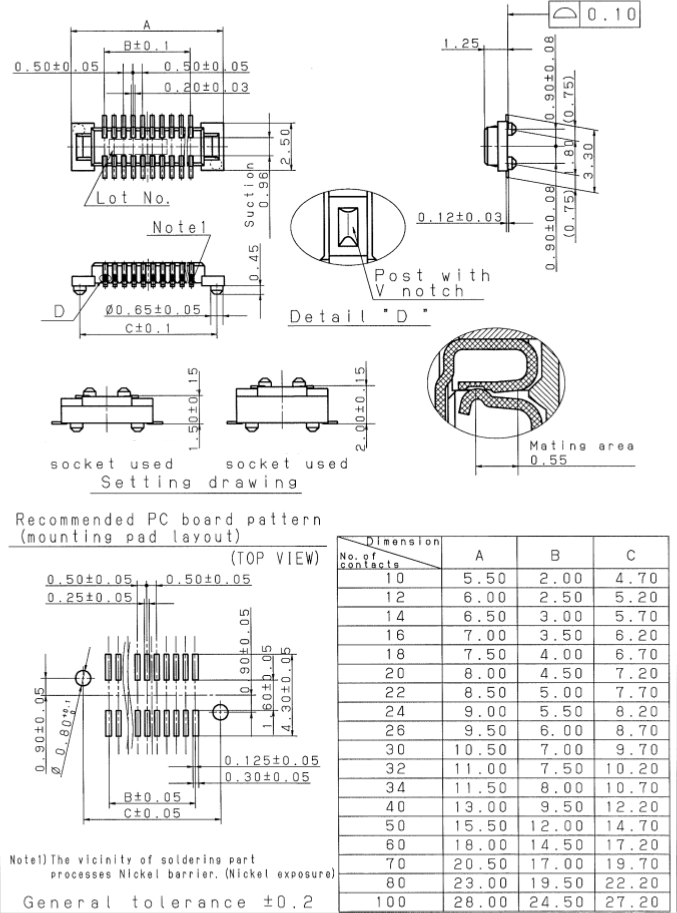 0.10
A
B±0.1
0.50±0.05 0.50±0.05
0.20±0.03
2.50
Suction
0.96
Lot No.
1.25
0.90±0.08
(0.75)
1.80
3.30
(0.75)
0.90±0.08
0.12±0.03
Note1
0.45
D
Ø0.65±0.05
C±0.1
Post with
V notch
Detail "D"
1.50±0.15
2.00±0.15
socket used socket used
Setting drawing
Mating area
0.55
Recommended PC board pattern
(mounting pad layout)
(TOP VIEW)
0.50±0.05 0.50±0.05
0.25±0.05
0.90±0.05
1.60±0.05
4.30±0.05
0.90±0.05
Ø 0.80 +0.1 0
0.125±0.05
0.30±0.05
B±0.05
C±0.05
Note1)The vicinity of soldering part
processes Nickel barrier. (Nickel exposure)
General tolerance ±0.2
Dimension
No. of
contacts
A B C
10 5.50 2.00 4.70
12 6.00 2.50 5.20
14 6.50 3.00 5.70
16 7.00 3.50 6.20
18 7.50 4.00 6.70
20 8.00 4.50 7.20
22 8.50 5.00 7.70
24 9.00 5.50 8.20
26 9.50 6.00 8.70
30 10.50 7.00 9.70
32 11.00 7.50 10.20
34 11.50 8.00 10.70
40 13.00 9.50 12.20
50 15.50 12.00 14.70
60 18.00 14.50 17.20
70 20.50 17.00 19.70
80 23.00 19.50 22.20
100 28.00 24.50 27.20